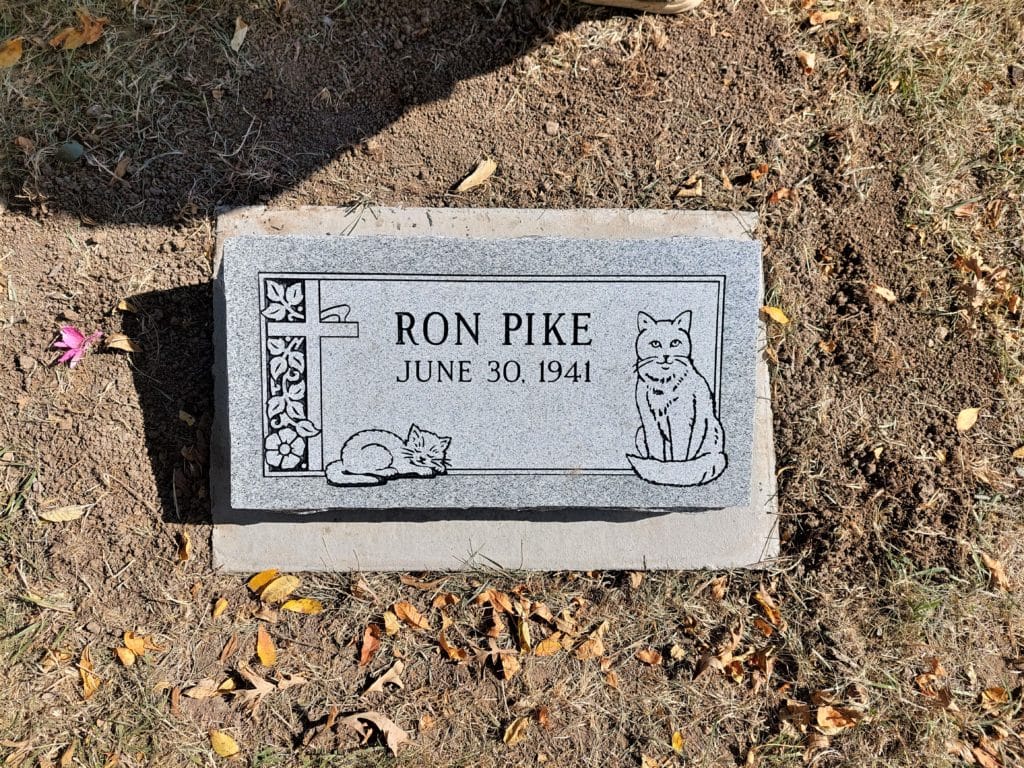 RON PIKE
JUNE 30, 1941